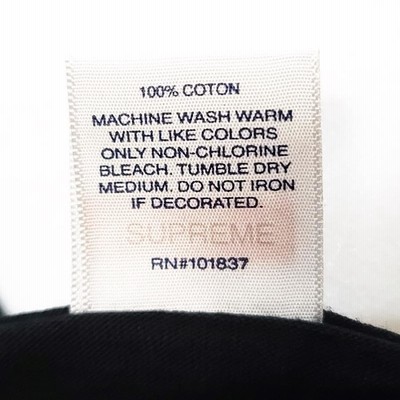 100% COTON
MACHINE WASH WARM
WITH LIKE COLORS
ONLY NON-CHLORINE
BLEACH. TUMBLE DRY
MEDIUM. DO NOT IRON
IF DECORATED.
SUPREME
RN#101837